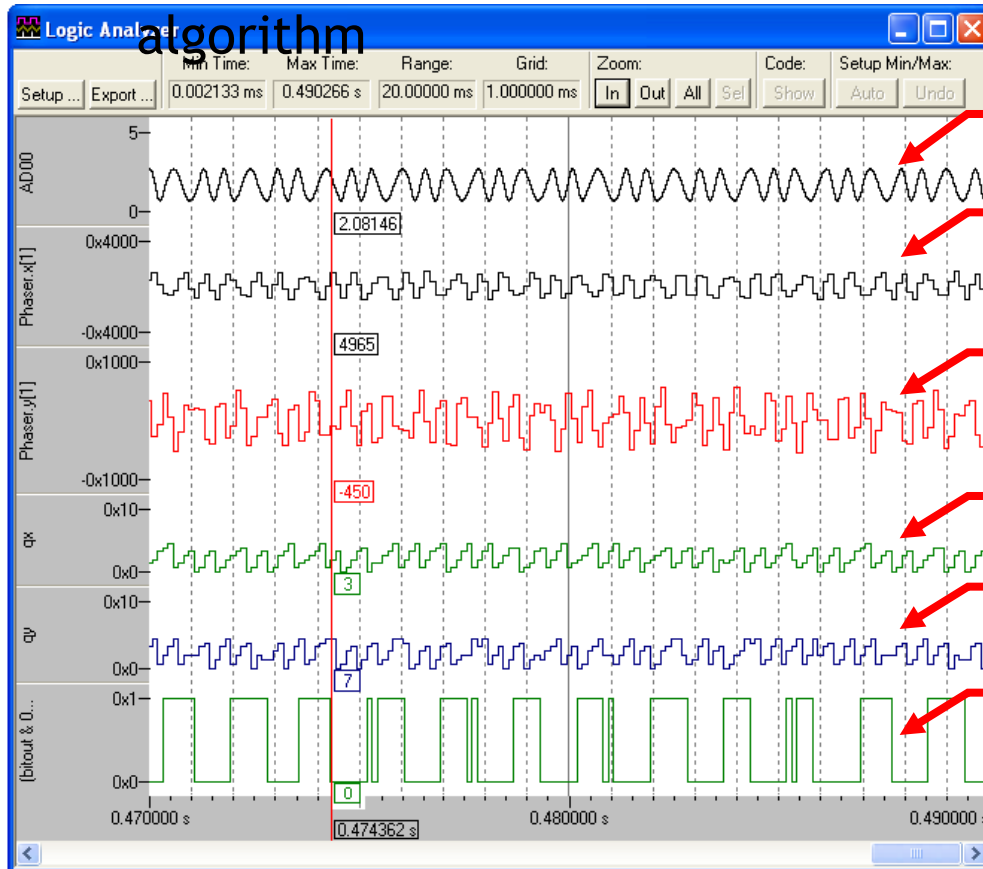 Logic Analyzer
algorithm
Min Time: Max Time: Range: Grid: Zoom: Code: Setup Min/Max:
Setup ... Export ... 0.002133 ms 0.490266 s 20.00000 ms 1.000000 ms In Out All Sel Show Auto Undo
AD00
5
0
2.08146
Phaser.x[1]
0x4000
-0x4000
4965
Phaser.y[1]
0x1000
-0x1000
-450
qx
0x10
0x0
3
qy
0x10
0x0
7
(bitout & 0...
0x1
0x0
0
0.470000 s 0.474362 s 0.480000 s 0.490000